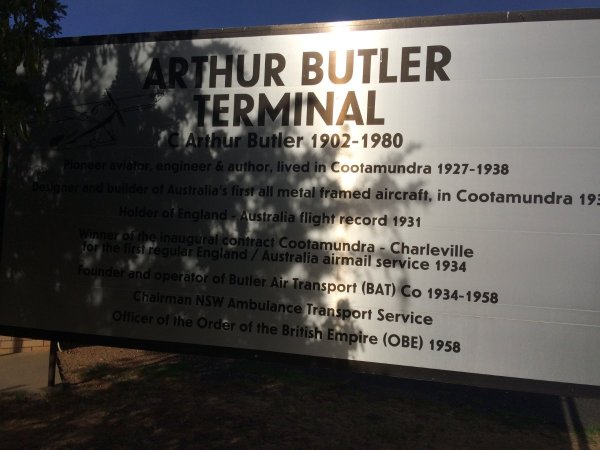 ARTHUR BUTLER
TERMINAL
C Arthur Butler 1902-1980
Pioneer aviator, engineer & author, lived in Cootamundra 1927-1938
Designer and builder of Australia's first all metal framed aircraft, in Cootamundra
Holder of England - Australia flight record 1931
Winner of the inaugural contract Cootamundra - Charleville
for the first regular England / Australia airmail service 1934
Founder and operator of Butler Air Transport (BAT) Co 1934-1958
Chairman NSW Ambulance Transport Service
Officer of the Order of the British Empire (OBE) 1958